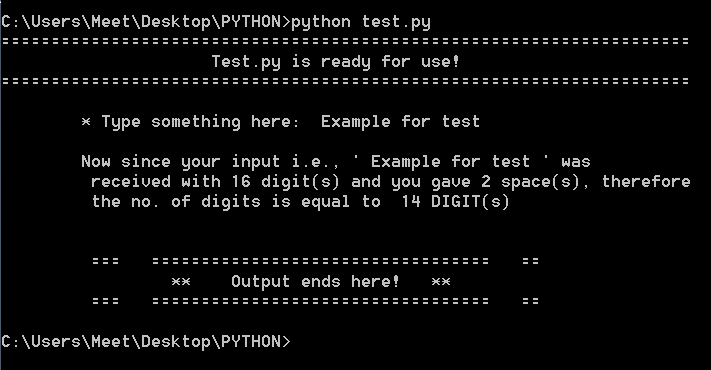 C:\Users\Meet\Desktop\PYTHON>python test.py
=====================================================================
Test.py is ready for use!
=====================================================================
* Type something here:  Example for test
Now since your input i.e., ' Example for test ' was
received with 16 digit(s) and you gave 2 space(s), therefore
the no. of digits is equal to  14 DIGIT(s)
===   ==================================   ==
**    Output ends here!   **
===   ==================================   ==
C:\Users\Meet\Desktop\PYTHON>